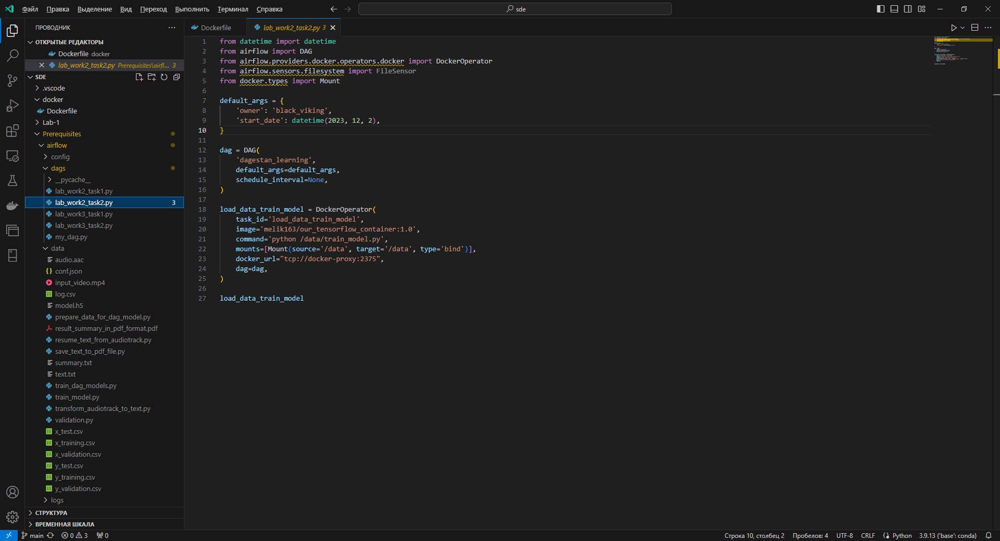 Файл Правка Выделение Вид Переход Выполнить Терминал Справка
sde
ПРОВОДНИК
ОТКРЫТЫЕ РЕДАКТОРЫ
Dockerfile docker
lab_work2_task2.py Prerequisites\airfl... 3
SDE
.vscode
docker
Dockerfile
Lab-1
Prerequisites
airflow
config
dags
__pycache__
lab_work2_task1.py
lab_work2_task2.py 3
lab_work3_task1.py
lab_work3_task2.py
my_dag.py
data
audio.aac
conf.json
input_video.mp4
log.csv
model.h5
prepare_data_for_dag_model.py
result_summary_in_pdf_format.pdf
resume_text_from_audiotrack.py
save_text_to_pdf_file.py
summary.txt
text.txt
train_dag_models.py
train_model.py
transform_audiotrack_to_text.py
validation.py
x_test.csv
x_training.csv
x_validation.csv
y_test.csv
y_training.csv
y_validation.csv
logs
СТРУКТУРА
ВРЕМЕННАЯ ШКАЛА
Dockerfile
lab_work2_task2.py 3
1 from datetime import datetime
2 from airflow import DAG
3 from airflow.providers.docker.operators.docker import DockerOperator
4 from airflow.sensors.filesystem import FileSensor
5 from docker.types import Mount
6
7 default_args = {
8 'owner': 'black_viking',
9 'start_date': datetime(2023, 12, 2),
10 }
11
12 dag = DAG(
13 'dagestan_learning',
14 default_args=default_args,
15 schedule_interval=None,
16 )
17
18 load_data_train_model = DockerOperator(
19 task_id='load_data_train_model',
20 image='melik163/our_tensorflow_container:1.0',
21 command='python /data/train_model.py',
22 mounts=[Mount(source='/data', target='/data', type='bind')],
23 docker_url="tcp://docker-proxy:2375",
24 dag=dag,
25 )
26
27 load_data_train_model
main 0 3 0
Строка 10, столбец 2 Пробелов: 4 UTF-8 CRLF Python 3.9.13 ('base': conda)